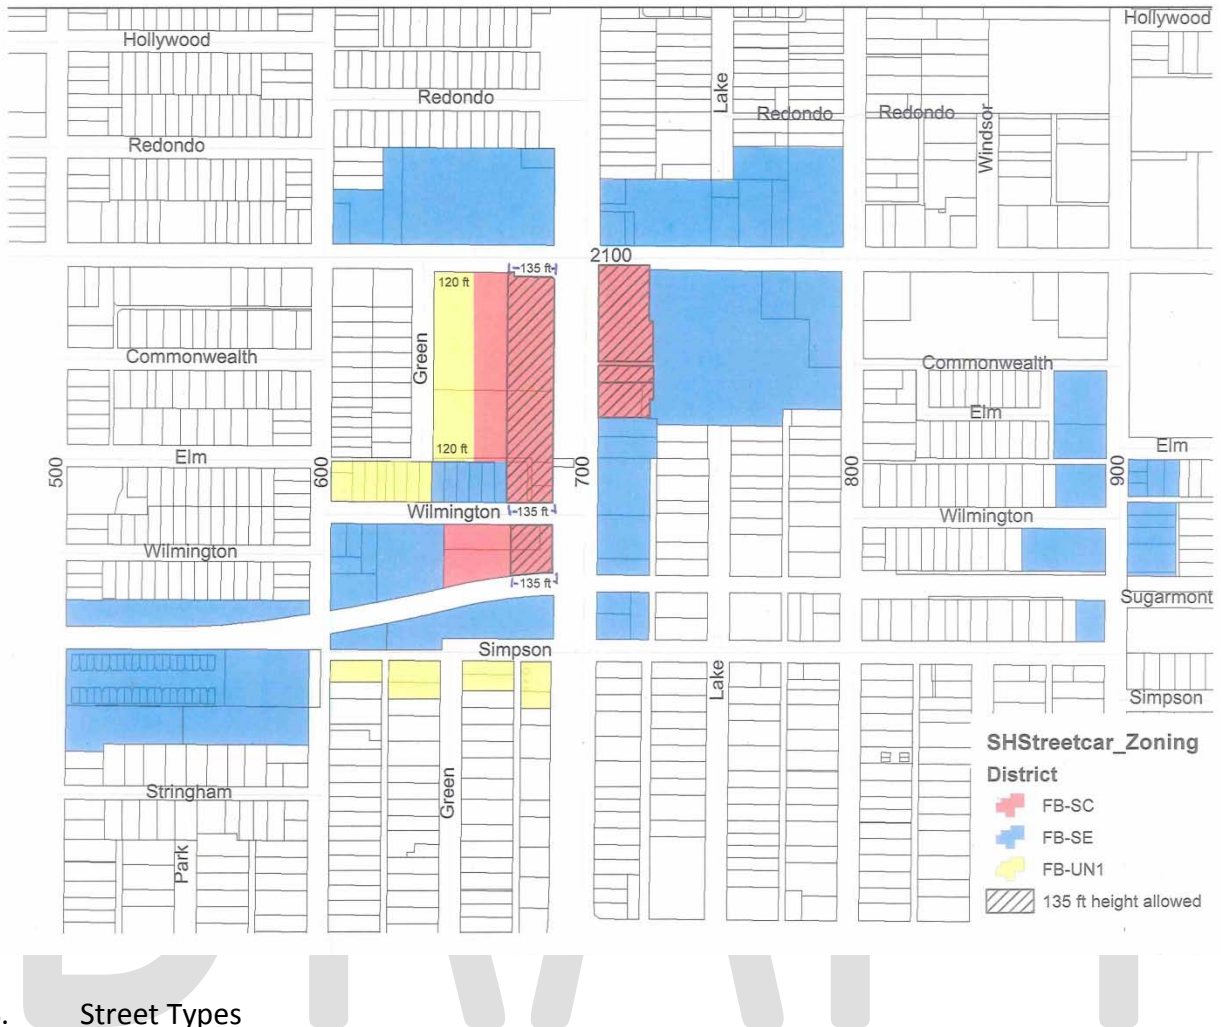 Hollywood
Hollywood
Redondo
Lake
Redondo
Redondo
Windsor
Redondo
2100
135 ft
120 ft
Green
Commonwealth
Commonwealth
Elm
120 ft
Elm
Elm
500
600
700
800
900
Wilmington
135 ft
Wilmington
Wilmington
135 ft
Sugarmont
Simpson
Lake
Simpson
SHStreetcar_Zoning
District
FB-SC
FB-SE
FB-UN1
135 ft height allowed
Green
Stringham
Park
Street Types